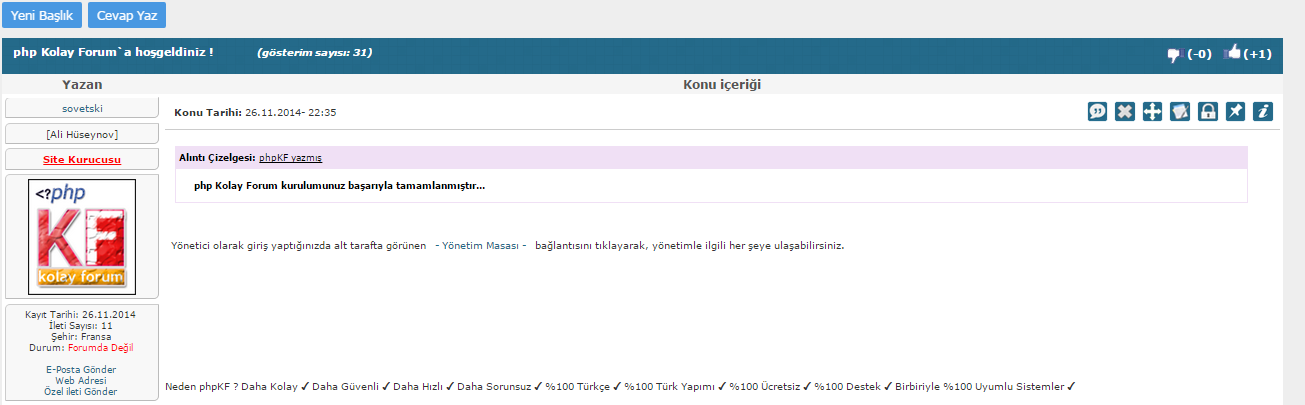 Yeni Başlık Cevap Yaz
php Kolay Forum`a hoşgeldiniz ! (gösterim sayısı: 31) (-0) (+1)
Yazan Konu içeriği
sovetski
Konu Tarihi: 26.11.2014- 22:35
[Ali Hüseynov]
Site Kurucusu
Alıntı Çizelgesi: phpKF yazmış
php Kolay Forum kurulumunuz başarıyla tamamlanmıştır...
<?php
KF
kolay forum
Yönetici olarak giriş yaptığınızda alt tarafta görünen - Yönetim Masası - bağlantısını tıklayarak, yönetimle ilgili her şeye ulaşabilirsiniz.
Kayıt Tarihi: 26.11.2014
İleti Sayısı: 11
Şehir: Fransa
Durum: Forumda Değil
E-Posta Gönder
Web Adresi
Özel ileti Gönder
Neden phpKF ? Daha Kolay ✓ Daha Güvenli ✓ Daha Hızlı ✓ Daha Sorunsuz ✓ %100 Türkçe ✓ %100 Türk Yapımı ✓ %100 Ücretsiz ✓ %100 Destek ✓ Birbiriyle %100 Uyumlu Sistemler ✓